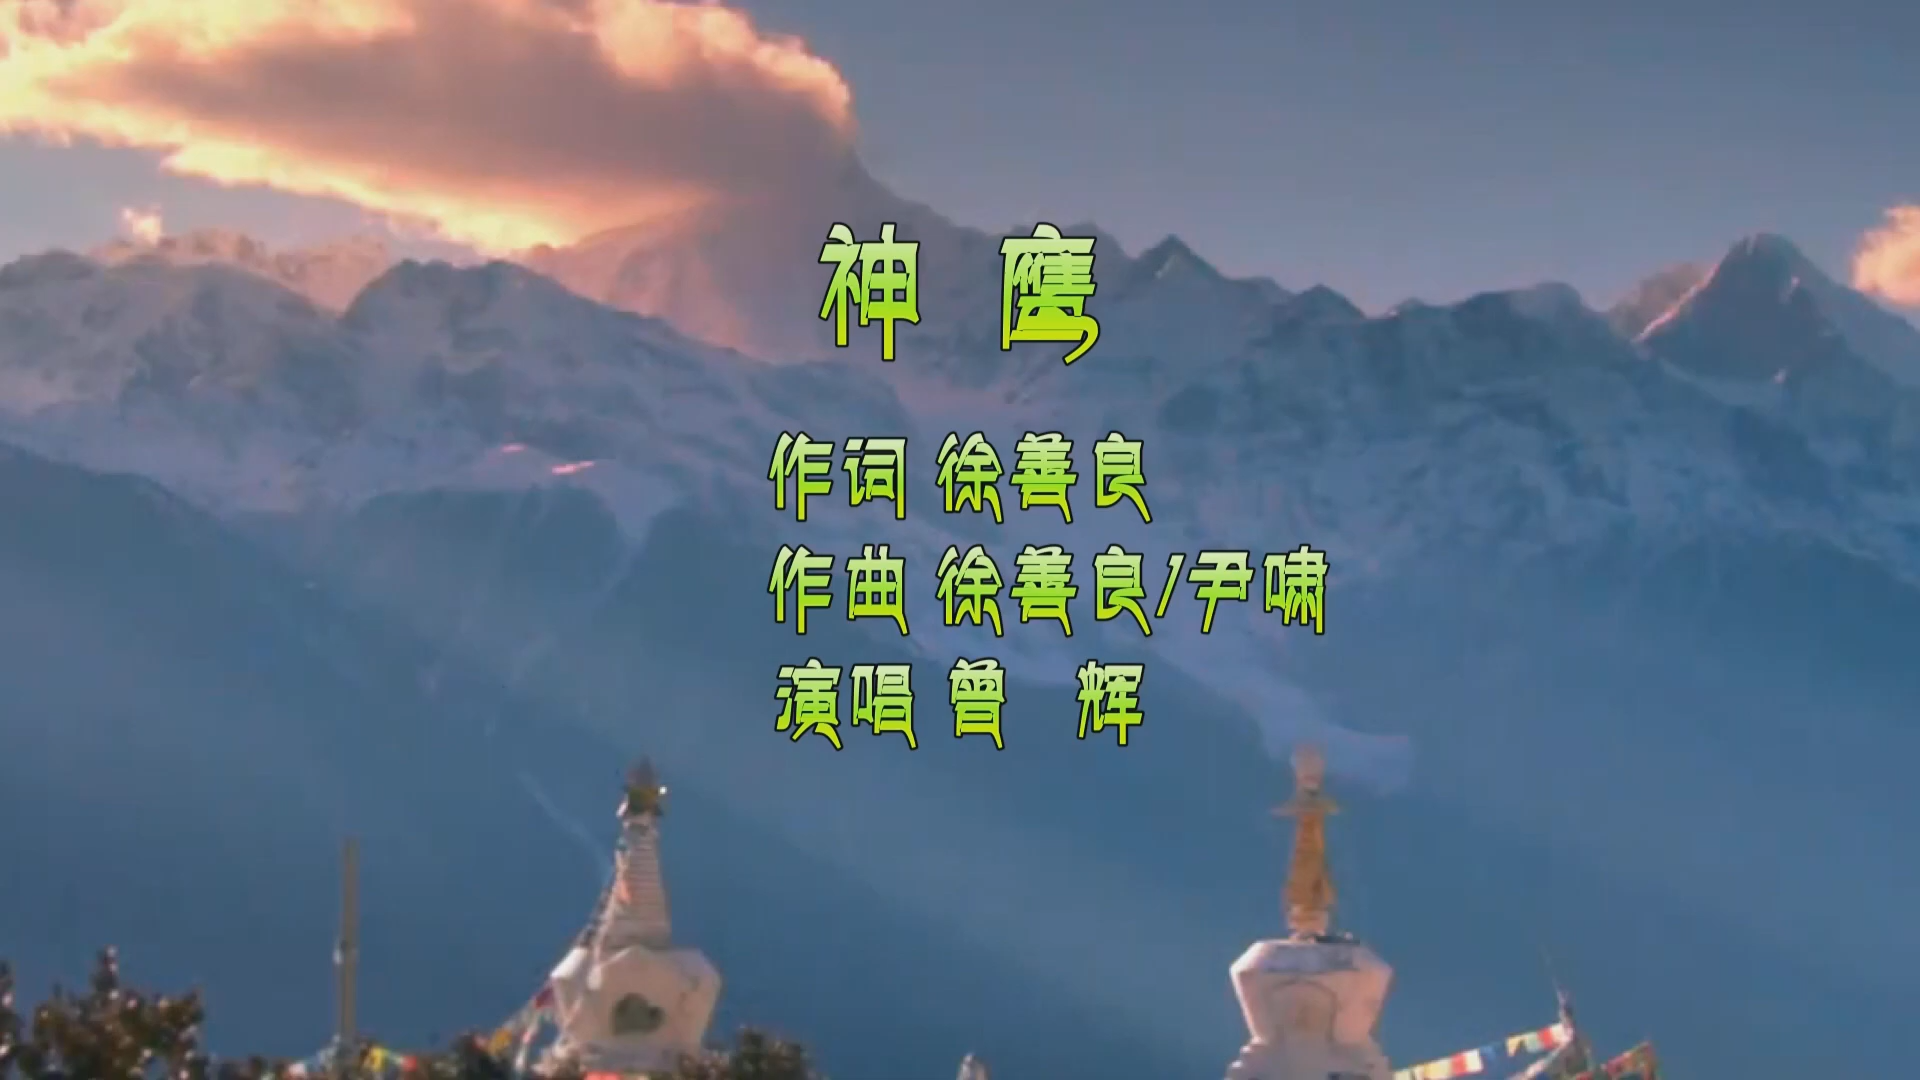 神 鹰
作词 徐善良
作曲 徐善良/尹啸
演唱 曾 辉